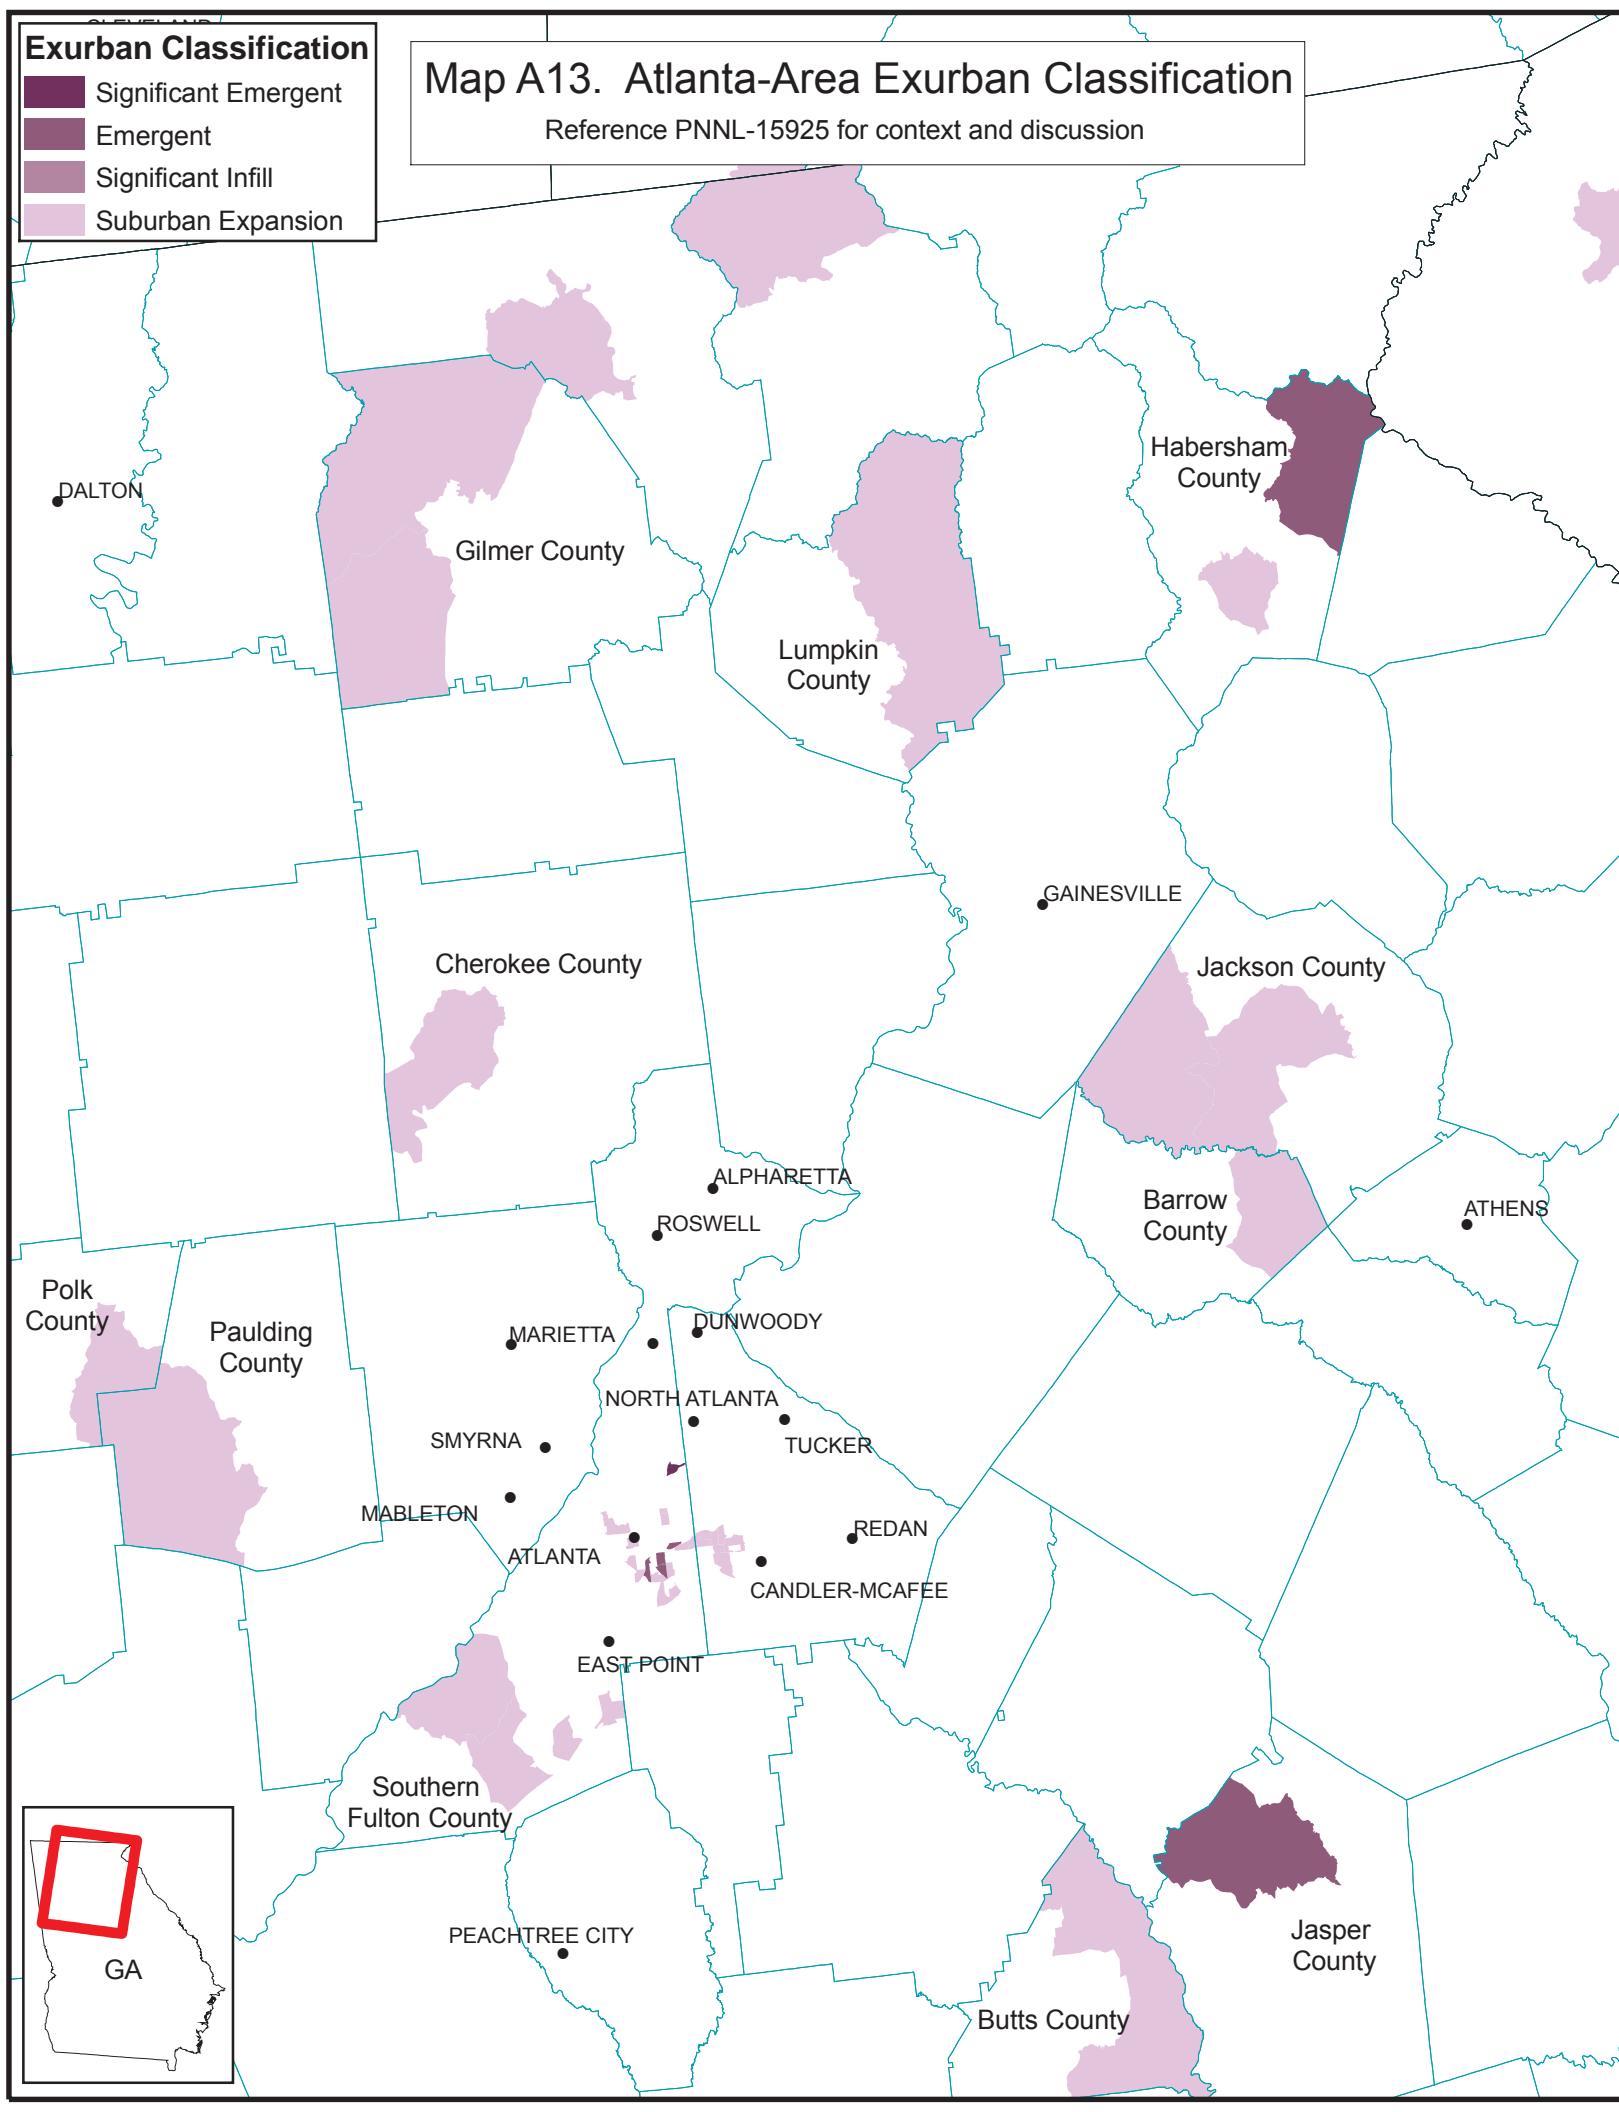 CLEVELAND
Exurban Classification
Significant Emergent
Emergent
Significant Infill
Suburban Expansion
Map A13. Atlanta-Area Exurban Classification
Reference PNNL-15925 for context and discussion
Habersham
County
DALTON
Gilmer County
Lumpkin
County
GAINESVILLE
Cherokee County
Jackson County
ALPHARETTA
Barrow
County
ATHENS
ROSWELL
Polk
County
Paulding
County
MARIETTA
DUNWOODY
NORTH ATLANTA
SMYRNA
TUCKER
MABLETON
REDAN
ATLANTA
CANDLER-MCAFEE
EAST POINT
Southern
Fulton County
PEACHTREE CITY
Jasper
County
GA
Butts County